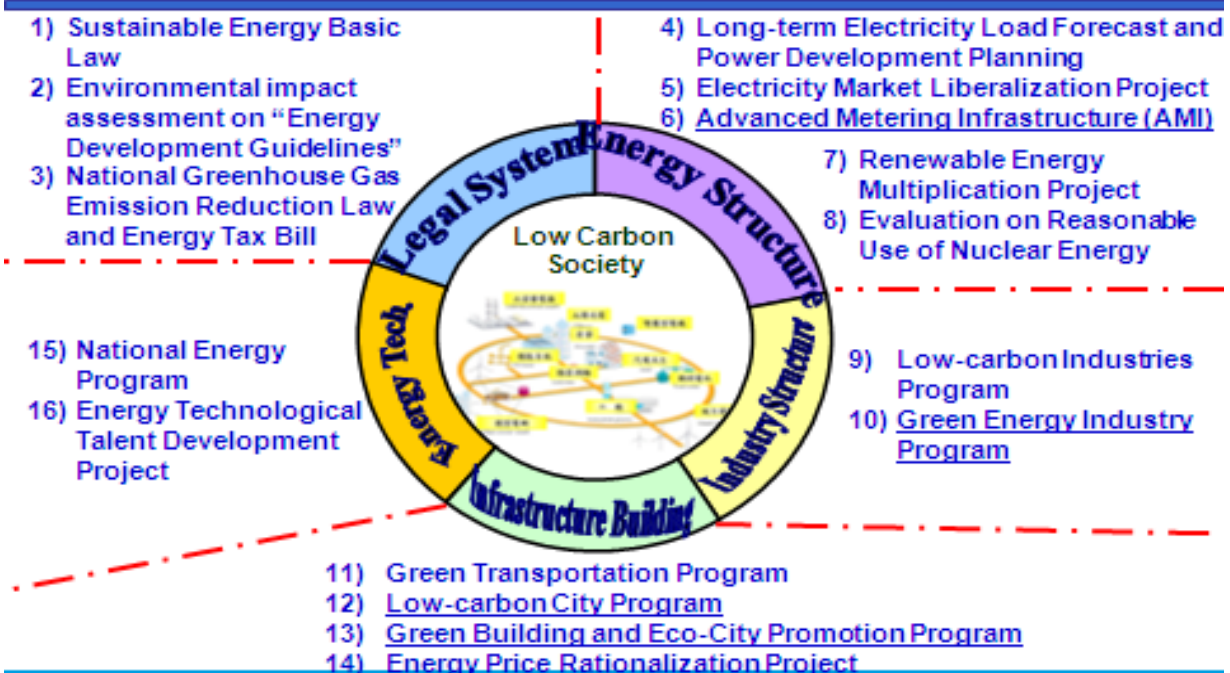 1) Sustainable Energy Basic
Law
2) Environmental impact
assessment on “Energy
Development Guidelines”
3) National Greenhouse Gas
Emission Reduction Law
and Energy Tax Bill
4) Long-term Electricity Load Forecast and
Power Development Planning
5) Electricity Market Liberalization Project
6) Advanced Metering Infrastructure (AMI)
7) Renewable Energy
Multiplication Project
8) Evaluation on Reasonable
Use of Nuclear Energy
Legal System
Energy Structure
Low Carbon
Society
Energy Tech.
Industry Structure
Infrastructure Building
15) National Energy
Program
16) Energy Technological
Talent Development
Project
9) Low-carbon Industries
Program
10) Green Energy Industry
Program
11) Green Transportation Program
12) Low-carbon City Program
13) Green Building and Eco-City Promotion Program
14) Energy Price Rationalization Project